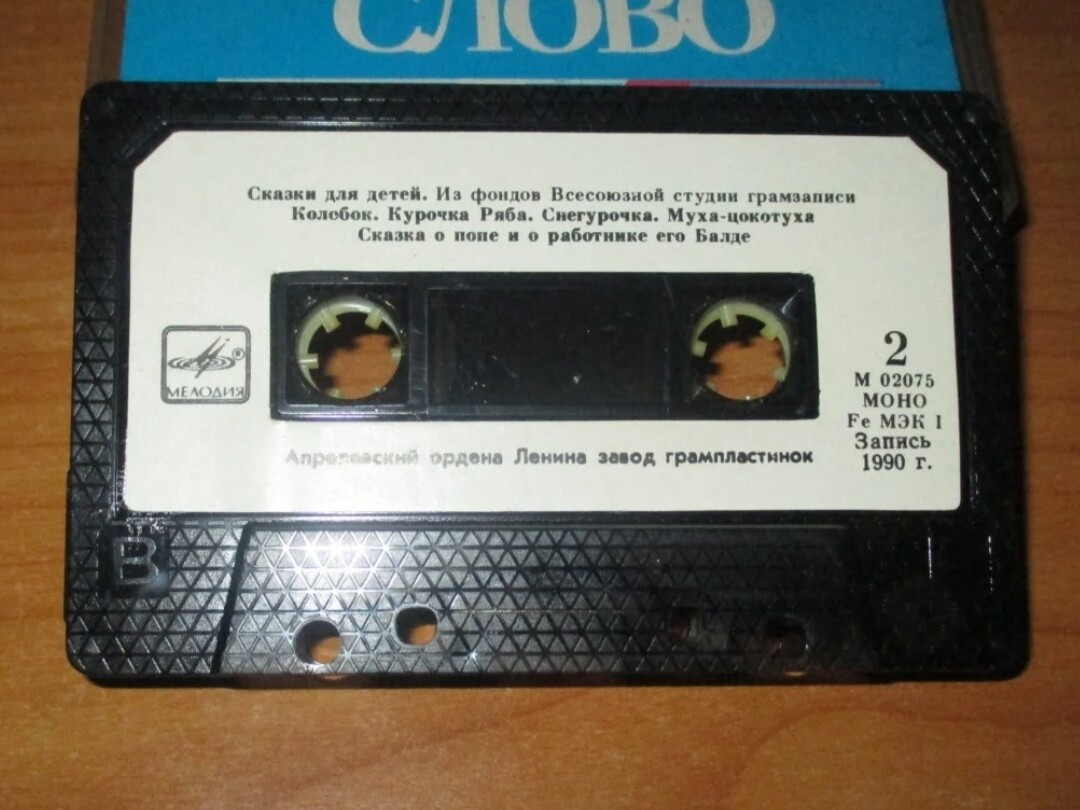 СЛОВО
Сказки для детей. Из фондов Всесоюзной студии грамзаписи
Колобок. Курочка Ряба. Снегурочка. Муха-цокотуха
Сказка о попе и о работнике его Балде
МЕЛОДИЯ
®
2
М 02075
МОНО
Fe МЭК I
Запись
1990 г.
Апрелевский ордена Ленина завод грампластинок
B